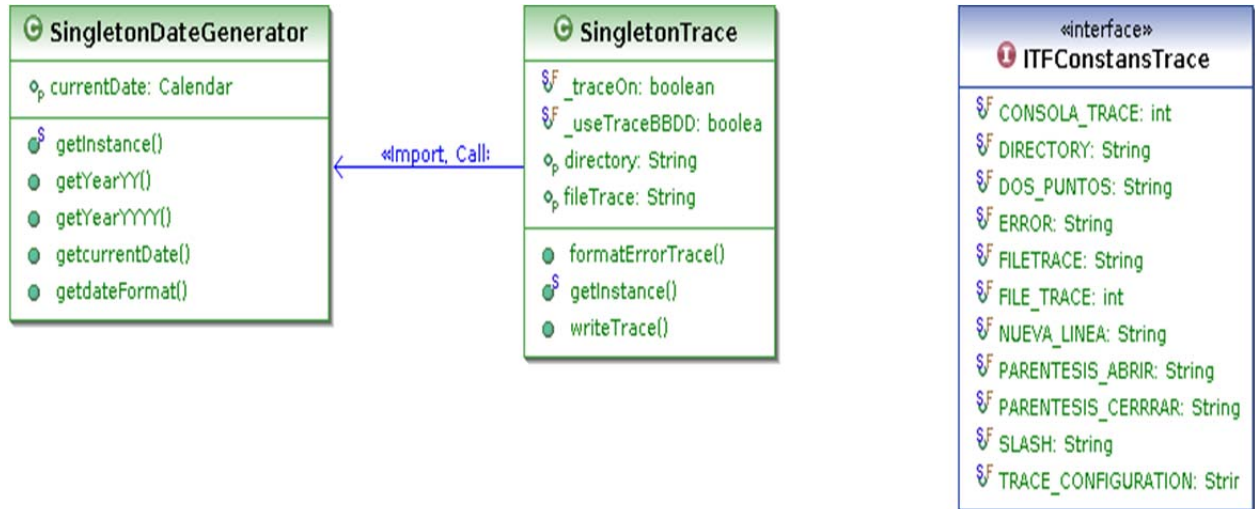 SingletonDateGenerator
currentDate: Calendar
getInstance()
getYearYY()
getYearYYYY()
getcurrentDate()
getdateFormat()
«Import, Call:
SingletonTrace
_traceOn: boolean
_useTraceBBDD: boolea
directory: String
fileTrace: String
formatErrorTrace()
getInstance()
writeTrace()
«interface»
ITFConstansTrace
CONSOLA_TRACE: int
DIRECTORY: String
DOS_PUNTOS: String
ERROR: String
FILETRACE: String
FILE_TRACE: int
NUEVA_LINEA: String
PARENTESIS_ABRIR: String
PARENTESIS_CERRRAR: String
SLASH: String
TRACE_CONFIGURATION: Strir